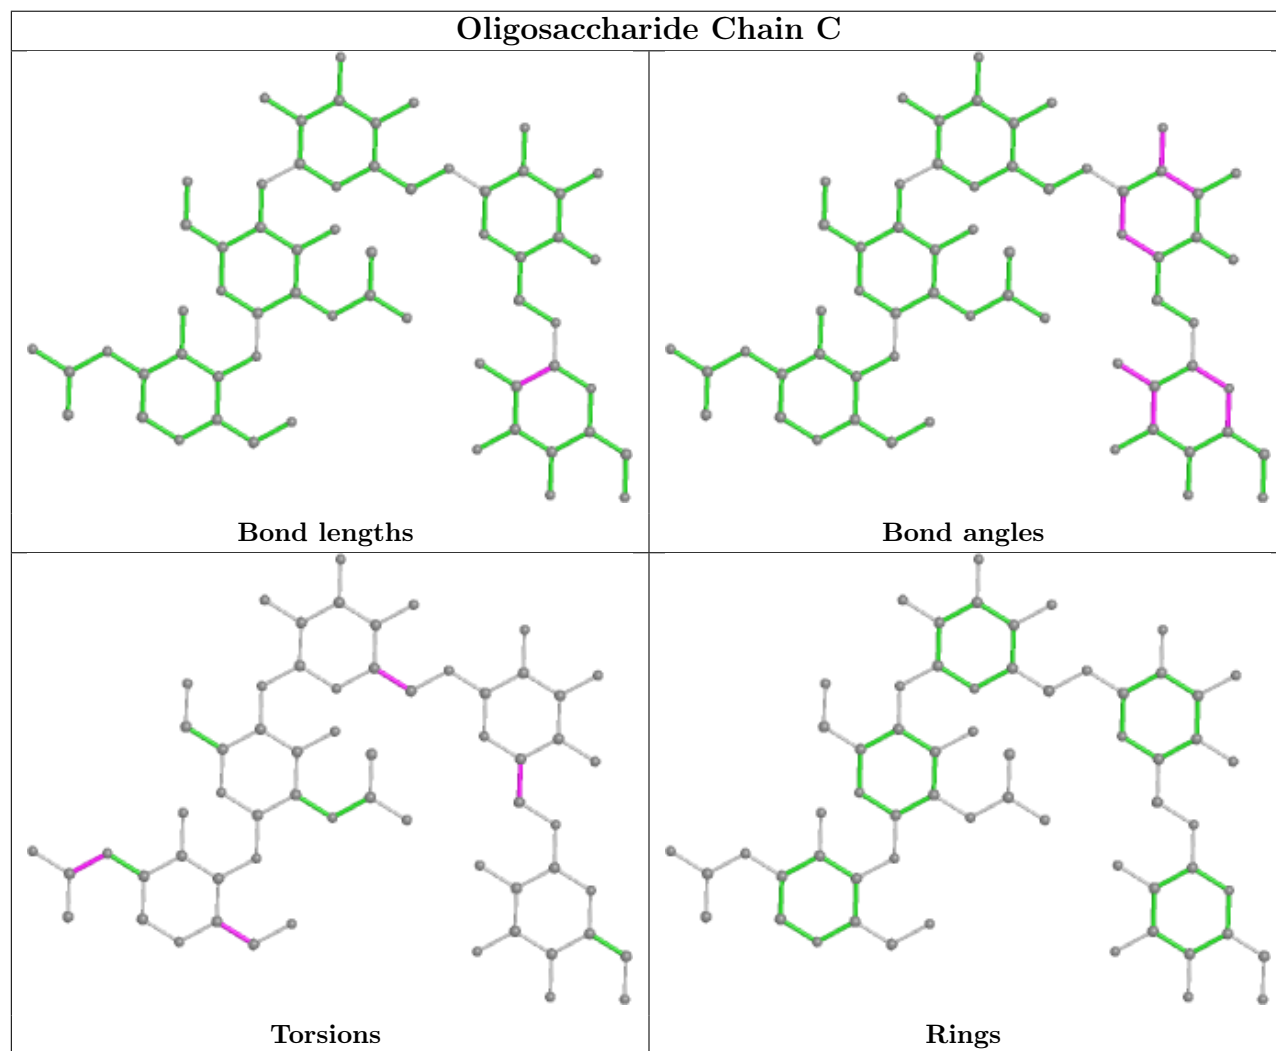 Oligosaccharide Chain C
Bond lengths
Bond angles
Torsions
Rings